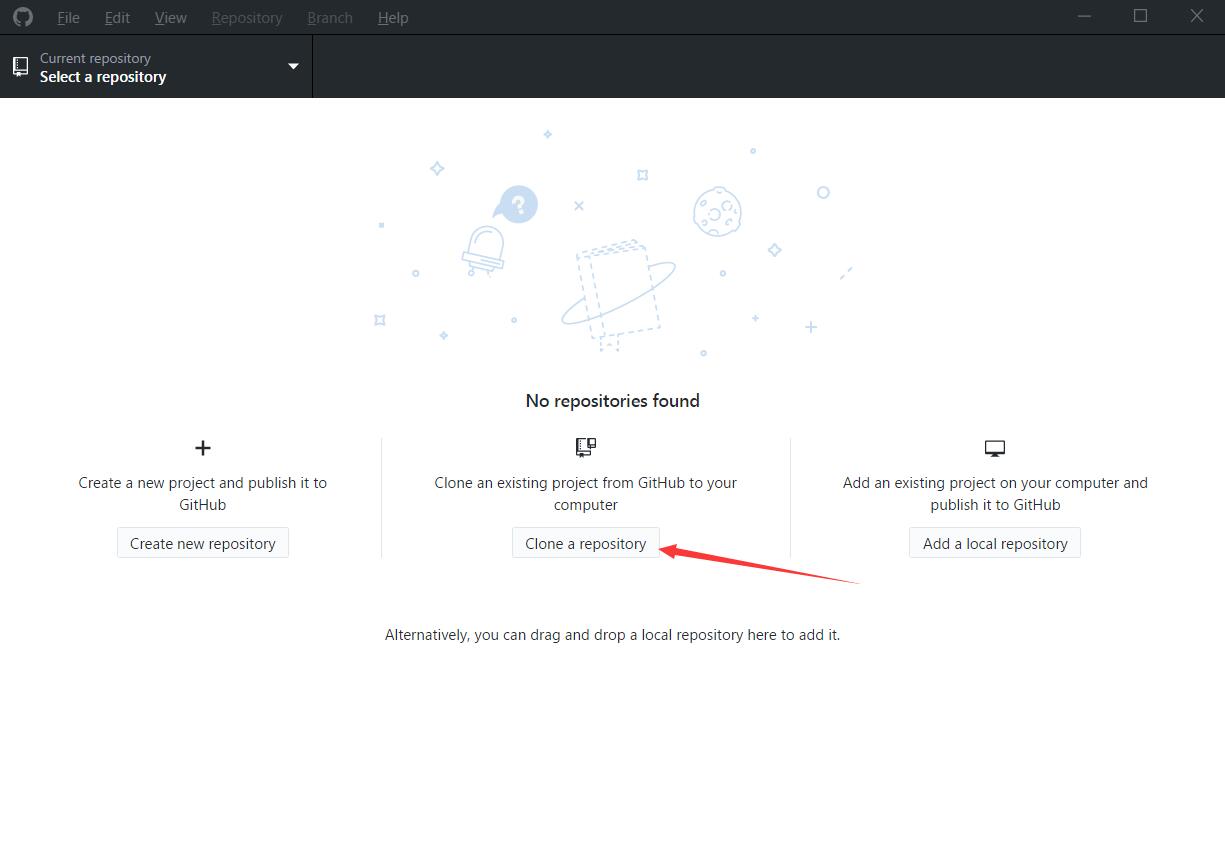 File Edit View Repository Branch Help
Current repository
Select a repository
?
No repositories found
Create a new project and publish it to
GitHub
Create new repository
Clone an existing project from GitHub to your
computer
Clone a repository
Add an existing project on your computer and
publish it to GitHub
Add a local repository
Alternatively, you can drag and drop a local repository here to add it.